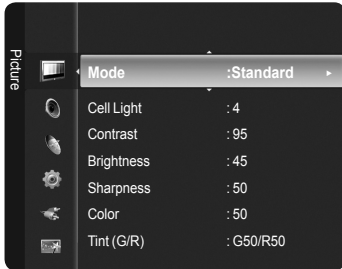 Picture
Mode :Standard
Cell Light : 4
Contrast : 95
Brightness : 45
Sharpness : 50
Color : 50
Tint (G/R) : G50/R50